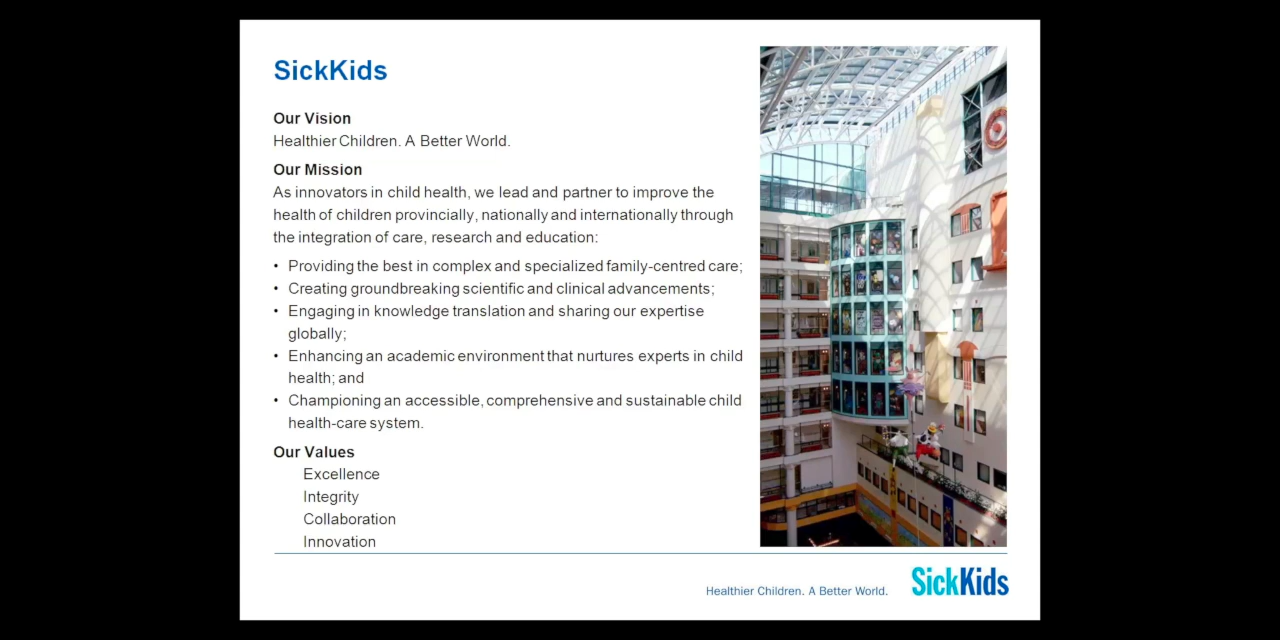 SickKids
Our Vision
Healthier Children. A Better World.
Our Mission
As innovators in child health, we lead and partner to improve the
health of children provincially, nationally and internationally through
the integration of care, research and education:
• Providing the best in complex and specialized family-centred care;
• Creating groundbreaking scientific and clinical advancements;
• Engaging in knowledge translation and sharing our expertise
globally;
• Enhancing an academic environment that nurtures experts in child
health; and
• Championing an accessible, comprehensive and sustainable child
health-care system.
Our Values
Excellence
Integrity
Collaboration
Innovation
Healthier Children. A Better World.
SickKids